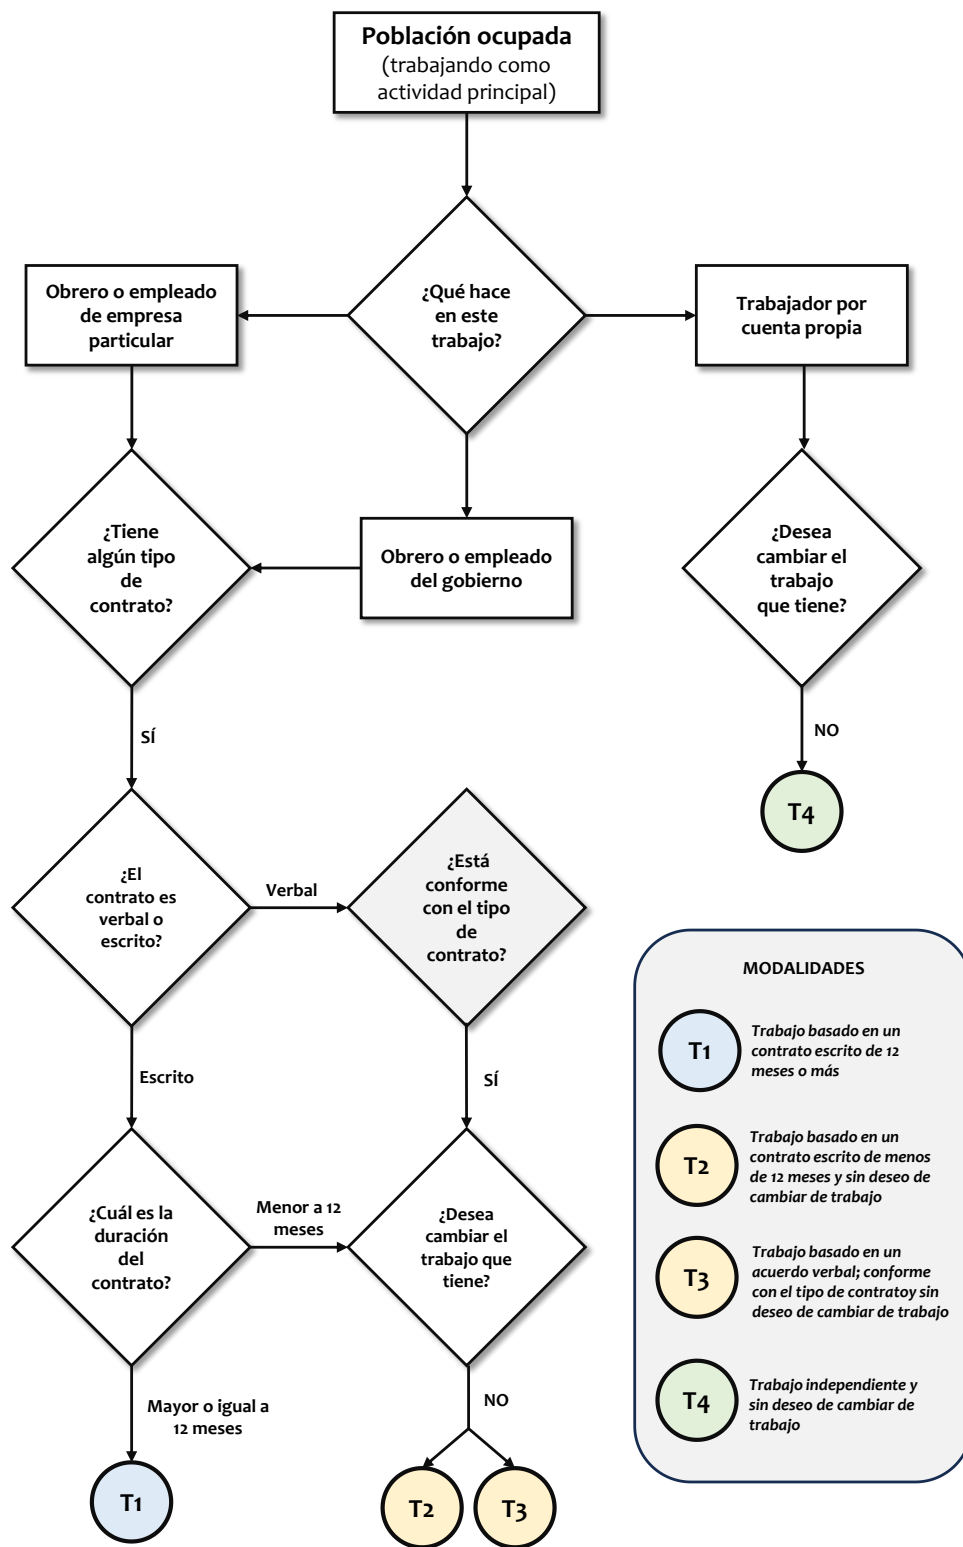 Población ocupada
(trabajando como
actividad principal)
¿Qué hace
en este
trabajo?
Obrero o empleado
de empresa
particular
Trabajador por
cuenta propia
¿Tiene
algún tipo
de
contrato?
Obrero o empleado
del gobierno
¿Desea
cambiar el
trabajo
que tiene?
SÍ
NO
T4
¿El
contrato es
verbal o
escrito?
Verbal
¿Está
conforme
con el tipo
de
contrato?
Escrito
SÍ
¿Cuál es la
duración
del
contrato?
Menor a 12
meses
¿Desea
cambiar el
trabajo que
tiene?
Mayor o igual a
12 meses
NO
T1
T2
T3
MODALIDADES
T1
Trabajo basado en un
contrato escrito de 12
meses o más
T2
Trabajo basado en un
contrato escrito de menos
de 12 meses y sin deseo de
cambiar de trabajo
T3
Trabajo basado en un
acuerdo verbal; conforme
con el tipo de contratoy sin
deseo de cambiar de trabajo
T4
Trabajo independiente y
sin deseo de cambiar de
trabajo